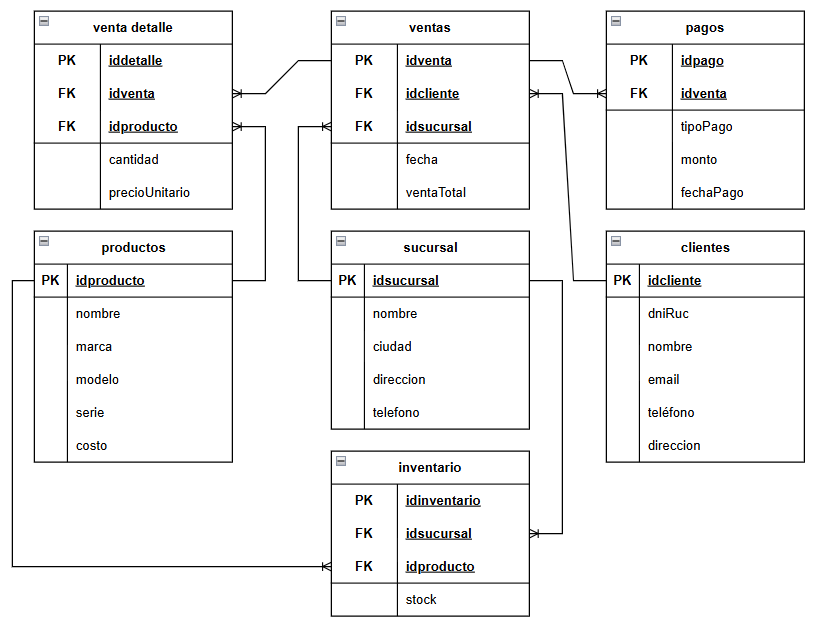 venta detalle
PK iddetalle
FK idventa
FK idproducto
cantidad
precioUnitario
ventas
PK idventa
FK idcliente
FK idsucursal
fecha
ventaTotal
pagos
PK idpago
FK idventa
tipoPago
monto
fechaPago
productos
PK idproducto
nombre
marca
modelo
serie
costo
sucursal
PK idsucursal
nombre
ciudad
direccion
telefono
clientes
PK idcliente
dniRuc
nombre
email
teléfono
direccion
inventario
PK idinventario
FK idsucursal
FK idproducto
stock